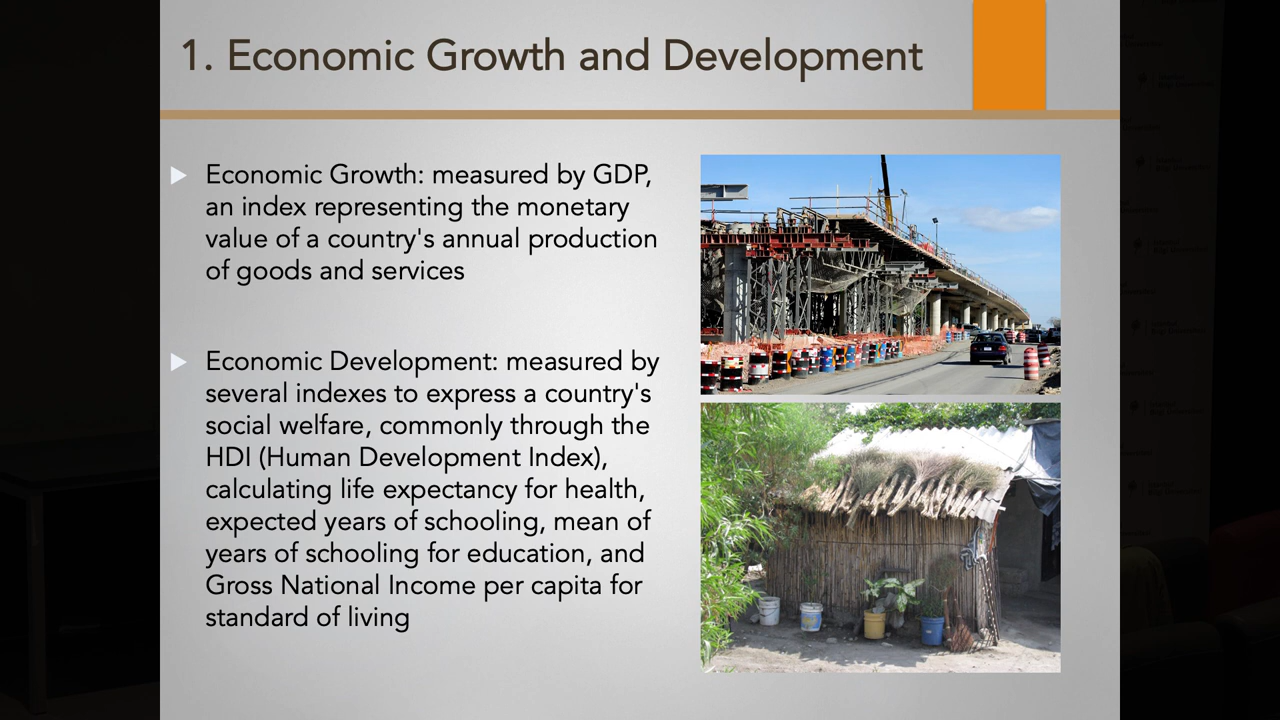 1. Economic Growth and Development
Economic Growth: measured by GDP,
an index representing the monetary
value of a country's annual production
of goods and services
Economic Development: measured by
several indexes to express a country's
social welfare, commonly through the
HDI (Human Development Index),
calculating life expectancy for health,
expected years of schooling, mean of
years of schooling for education, and
Gross National Income per capita for
standard of living